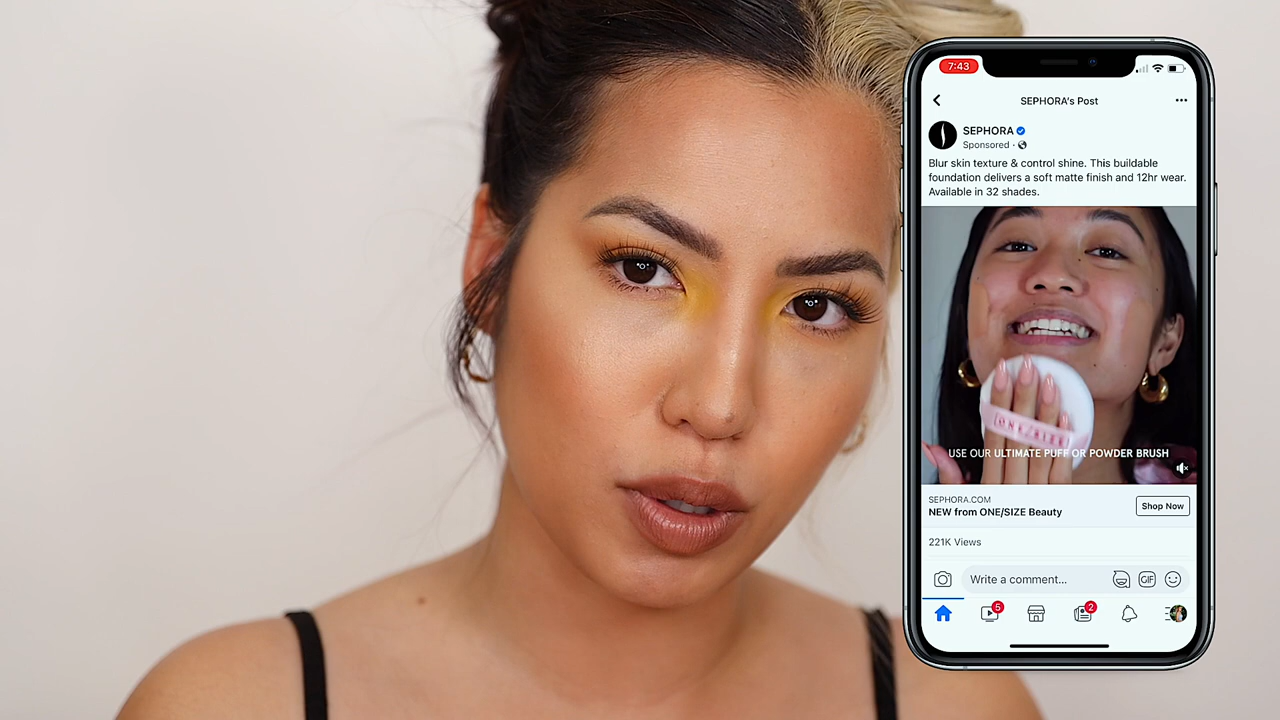 7:43
SEPHORA's Post
SEPHORA
Sponsored ·
Blur skin texture & control shine. This buildable
foundation delivers a soft matte finish and 12hr wear.
Available in 32 shades.
ONE/SIZE
USE OUR ULTIMATE PUFF OR POWDER BRUSH
SEPHORA.COM
NEW from ONE/SIZE Beauty
Shop Now
221K Views
Write a comment...
GIF
5
2